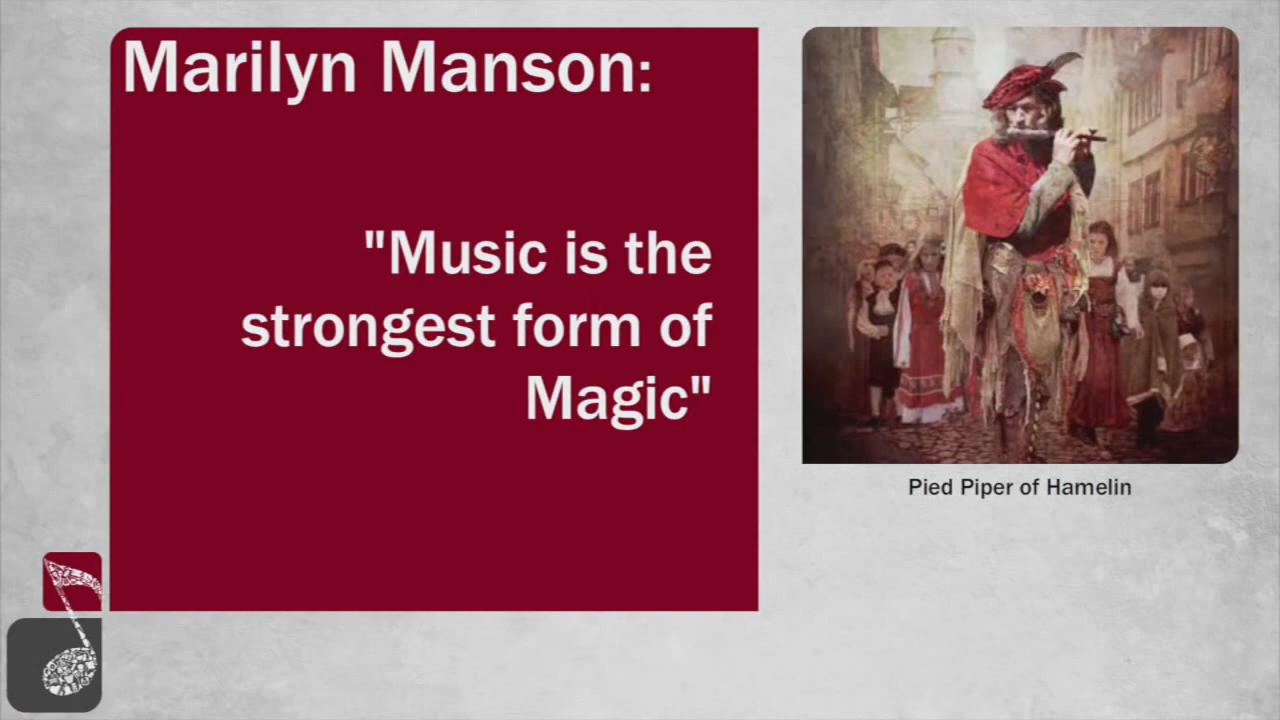 Marilyn Manson:
"Music is the
strongest form of
Magic"
Pied Piper of Hamelin